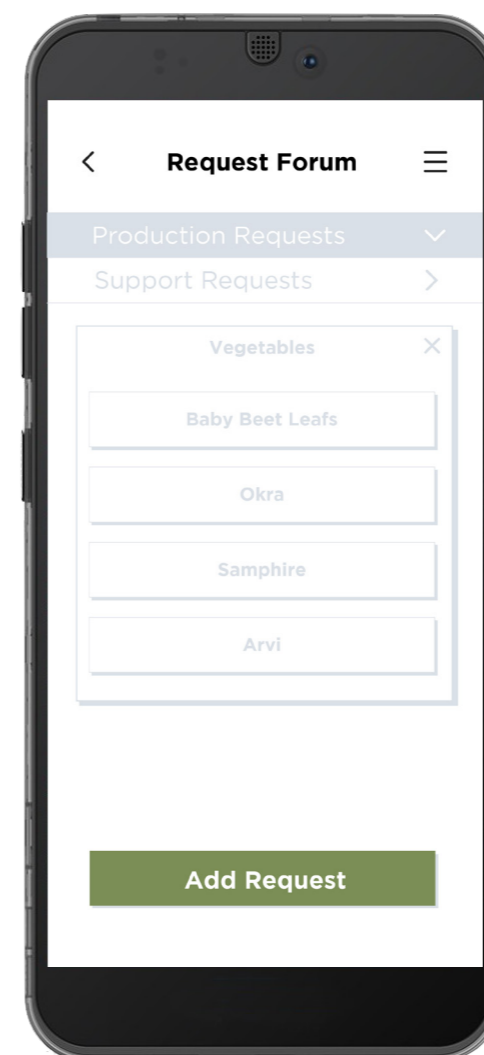 Request Forum
Production Requests
Support Requests
Vegetables
Baby Beet Leafs
Okra
Samphire
Arvi
Add Request